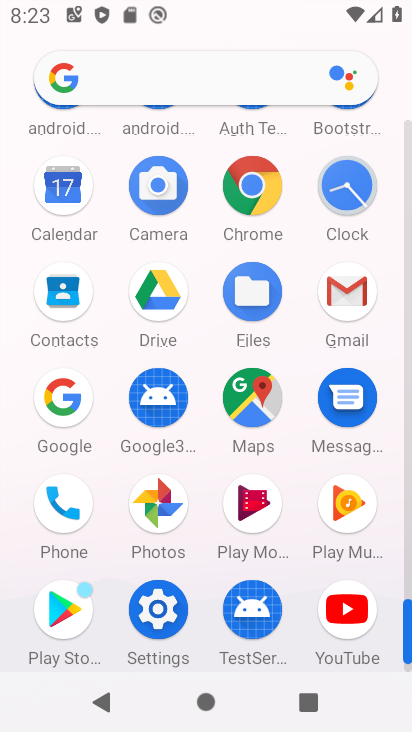 8:23
android....
android....
Auth Te...
Bootstr...
17
Calendar
Camera
Chrome
Clock
Contacts
Drive
Files
Gmail
Google
Google3...
Maps
Messag...
Phone
Photos
Play Mo...
Play Mu...
Play Sto...
Settings
TestSer...
YouTube